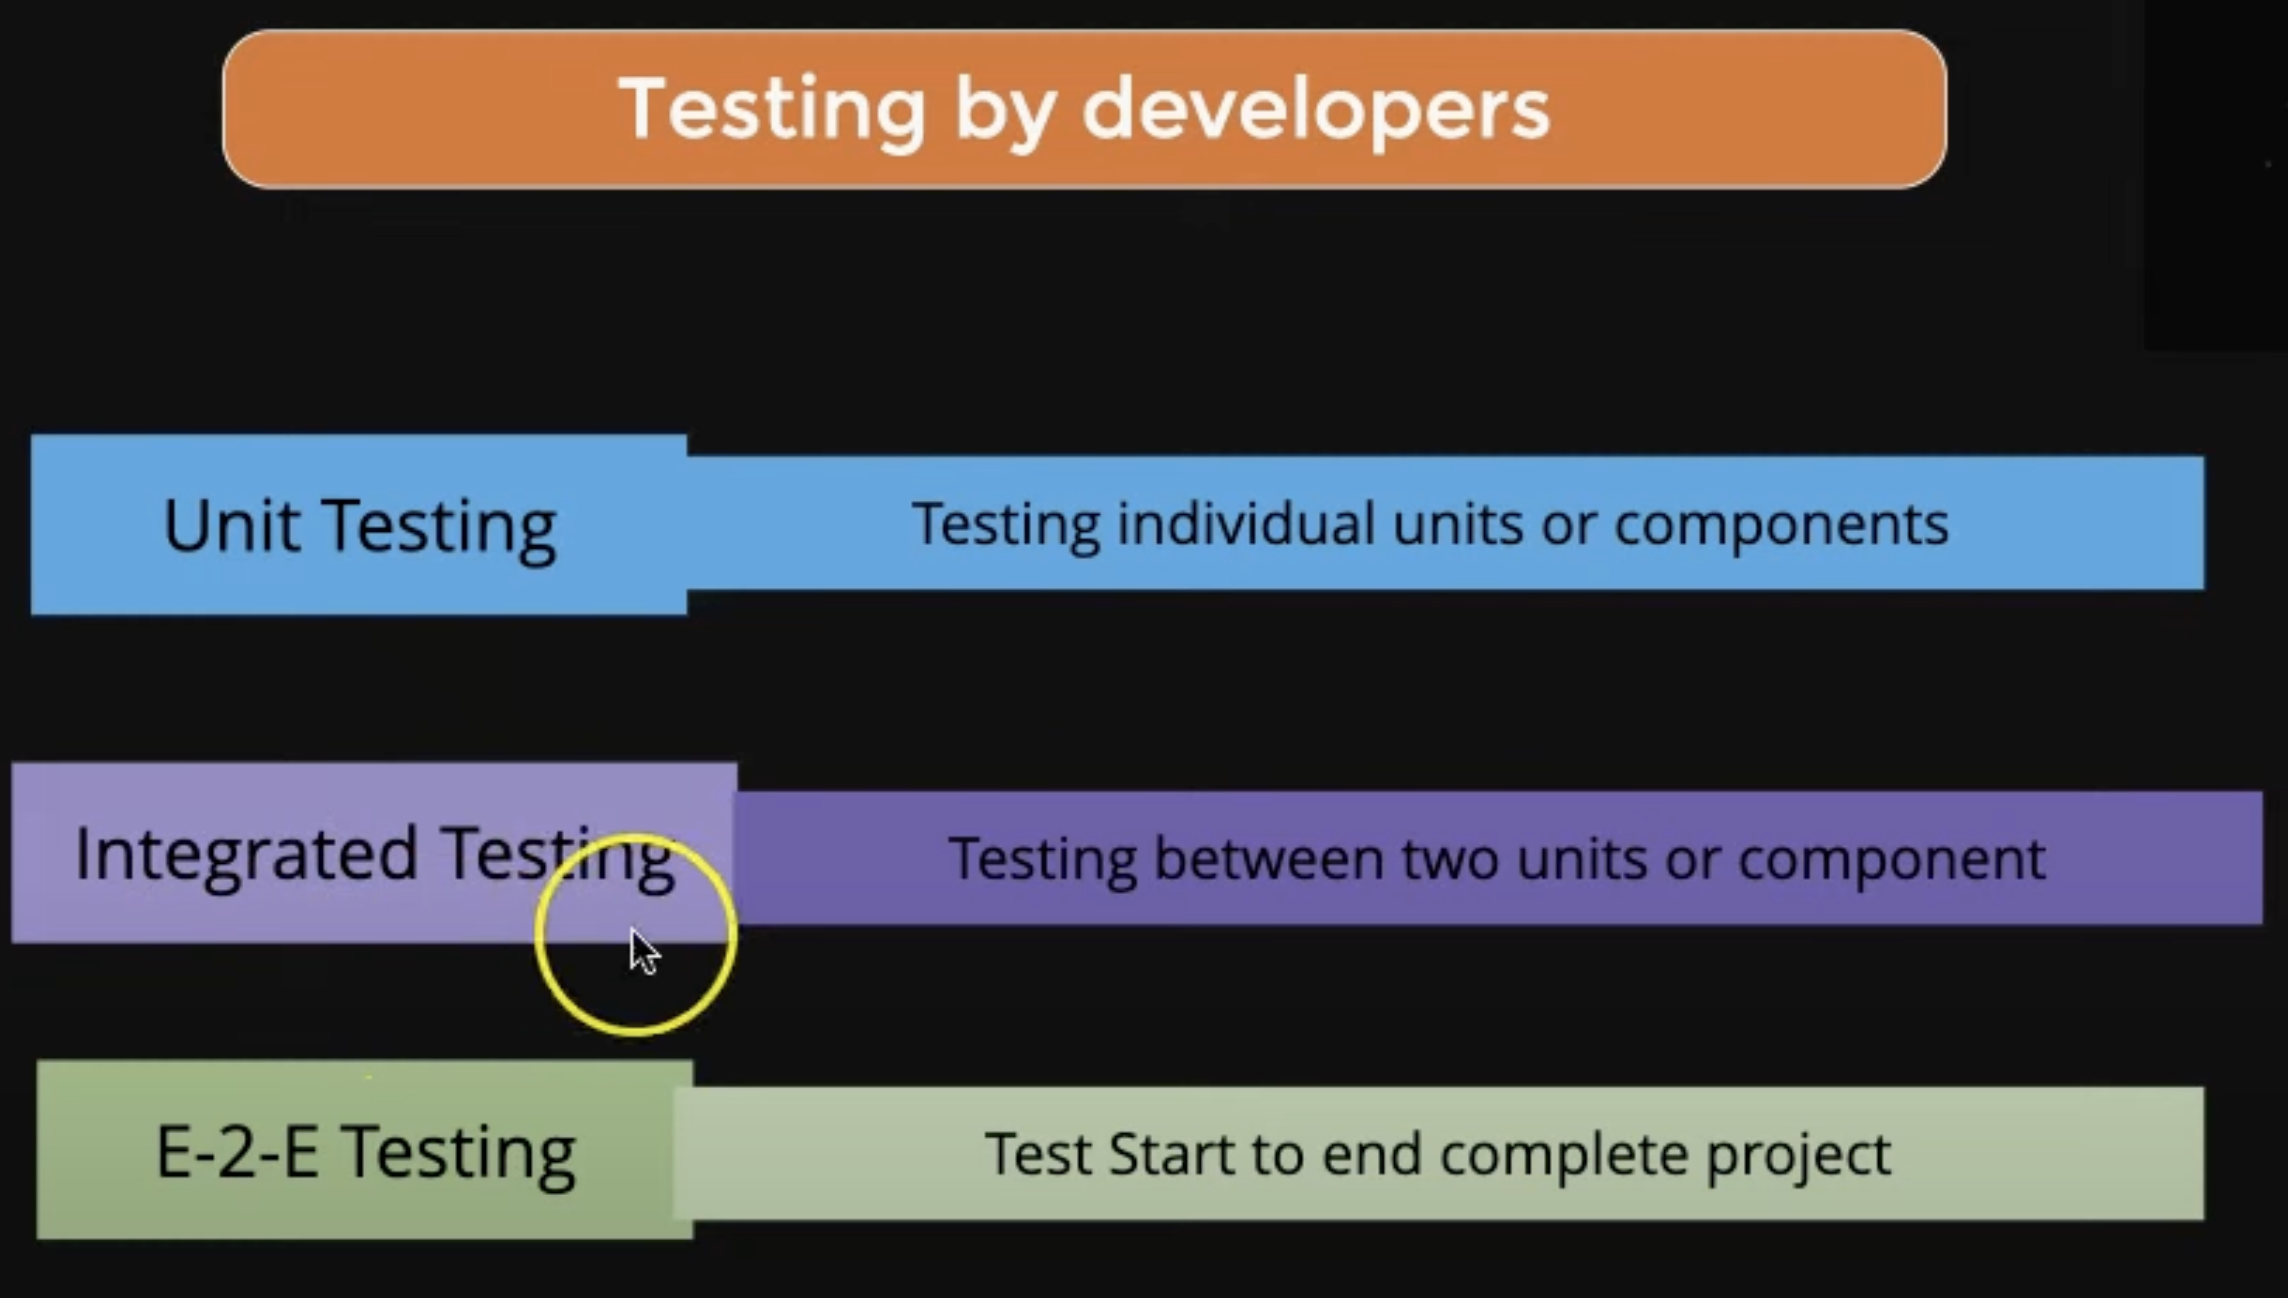 Testing by developers
Unit Testing
Testing individual units or components
Integrated Testing
Testing between two units or component
E-2-E Testing
Test Start to end complete project